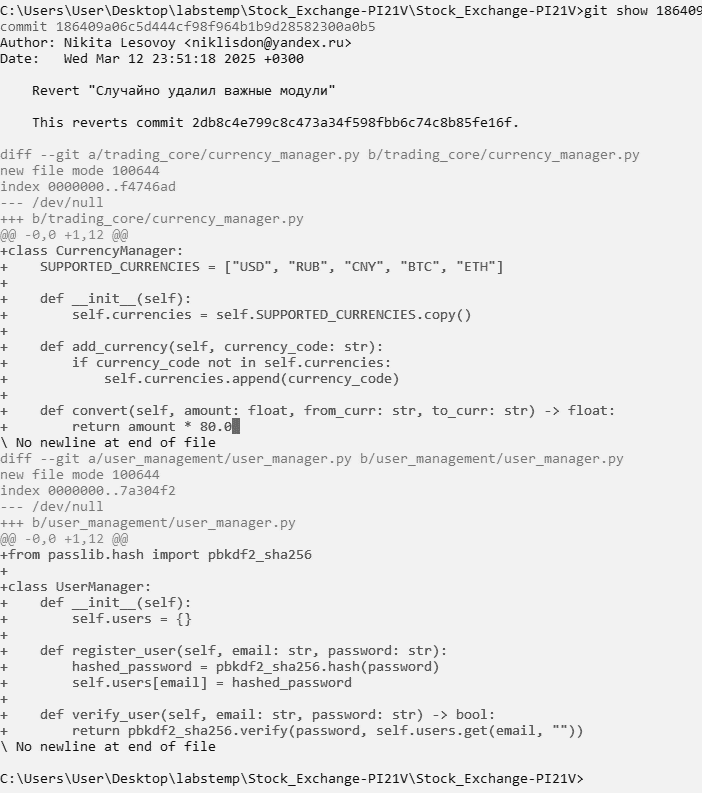 C:\Users\User\Desktop\labstemp\Stock_Exchange-PI21V\Stock_Exchange-PI21V>git show 186409
commit 186409a06c5d444cf98f964b1b9d28582300a0b5
Author: Nikita Lesovoy <niklisdon@yandex.ru>
Date:   Wed Mar 12 23:51:18 2025 +0300

    Revert "Случайно удалил важные модули"

    This reverts commit 2db8c4e799c8c473a34f598fbb6c74c8b85fe16f.

diff --git a/trading_core/currency_manager.py b/trading_core/currency_manager.py
new file mode 100644
index 0000000..f4746ad
--- /dev/null
+++ b/trading_core/currency_manager.py
@@ -0,0 +1,12 @@
+class CurrencyManager:
+    SUPPORTED_CURRENCIES = ["USD", "RUB", "CNY", "BTC", "ETH"]
+
+    def __init__(self):
+        self.currencies = self.SUPPORTED_CURRENCIES.copy()
+
+    def add_currency(self, currency_code: str):
+        if currency_code not in self.currencies:
+            self.currencies.append(currency_code)
+
+    def convert(self, amount: float, from_curr: str, to_curr: str) -> float:
+        return amount * 80.0
\ No newline at end of file
diff --git a/user_management/user_manager.py b/user_management/user_manager.py
new file mode 100644
index 0000000..7a304f2
--- /dev/null
+++ b/user_management/user_manager.py
@@ -0,0 +1,12 @@
+from passlib.hash import pbkdf2_sha256
+
+class UserManager:
+    def __init__(self):
+        self.users = {}
+
+    def register_user(self, email: str, password: str):
+        hashed_password = pbkdf2_sha256.hash(password)
+        self.users[email] = hashed_password
+
+    def verify_user(self, email: str, password: str) -> bool:
+        return pbkdf2_sha256.verify(password, self.users.get(email, ""))
\ No newline at end of file

C:\Users\User\Desktop\labstemp\Stock_Exchange-PI21V\Stock_Exchange-PI21V>